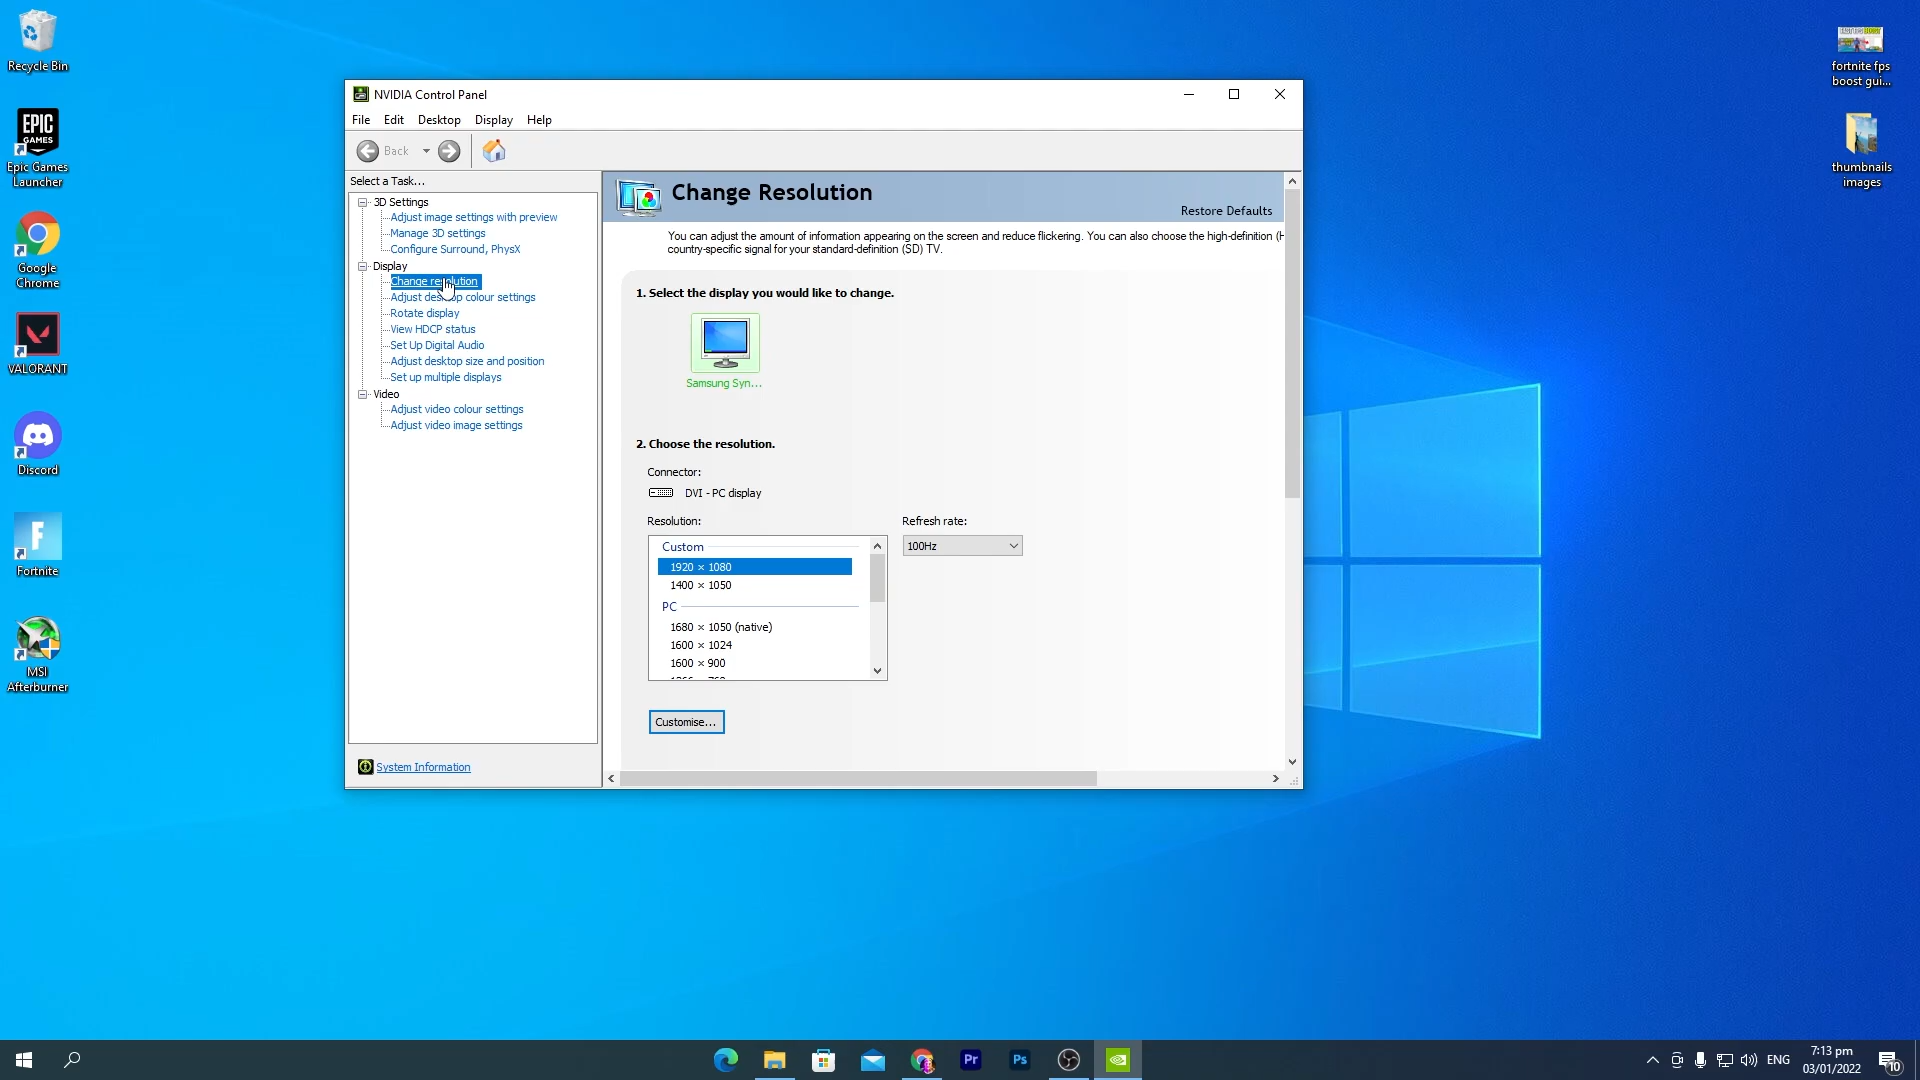 Recycle Bin
EPIC
GAMES
Epic Games
Launcher
Google
Chrome
VALORANT
Discord
F
Fortnite
MSI
Afterburner
fortnite fps
boost gui...
thumbnails
images
NVIDIA Control Panel
File Edit Desktop Display Help
Back
Select a Task...
3D Settings
Adjust image settings with preview
Manage 3D settings
Configure Surround, PhysX
Display
Change resolution
Adjust desktop colour settings
Rotate display
View HDCP status
Set Up Digital Audio
Adjust desktop size and position
Set up multiple displays
Video
Adjust video colour settings
Adjust video image settings
System Information
Change Resolution
Restore Defaults
You can adjust the amount of information appearing on the screen and reduce flickering. You can also choose the high-definition (H
country-specific signal for your standard-definition (SD) TV.
1. Select the display you would like to change.
Samsung Syn...
2. Choose the resolution.
Connector:
DVI - PC display
Resolution:
Refresh rate:
100Hz
Custom
1920 × 1080
1400 × 1050
PC
1680 × 1050 (native)
1600 × 1024
1600 × 900
Customise...
Pr
Ps
ENG
7:13 pm
03/01/2022
10